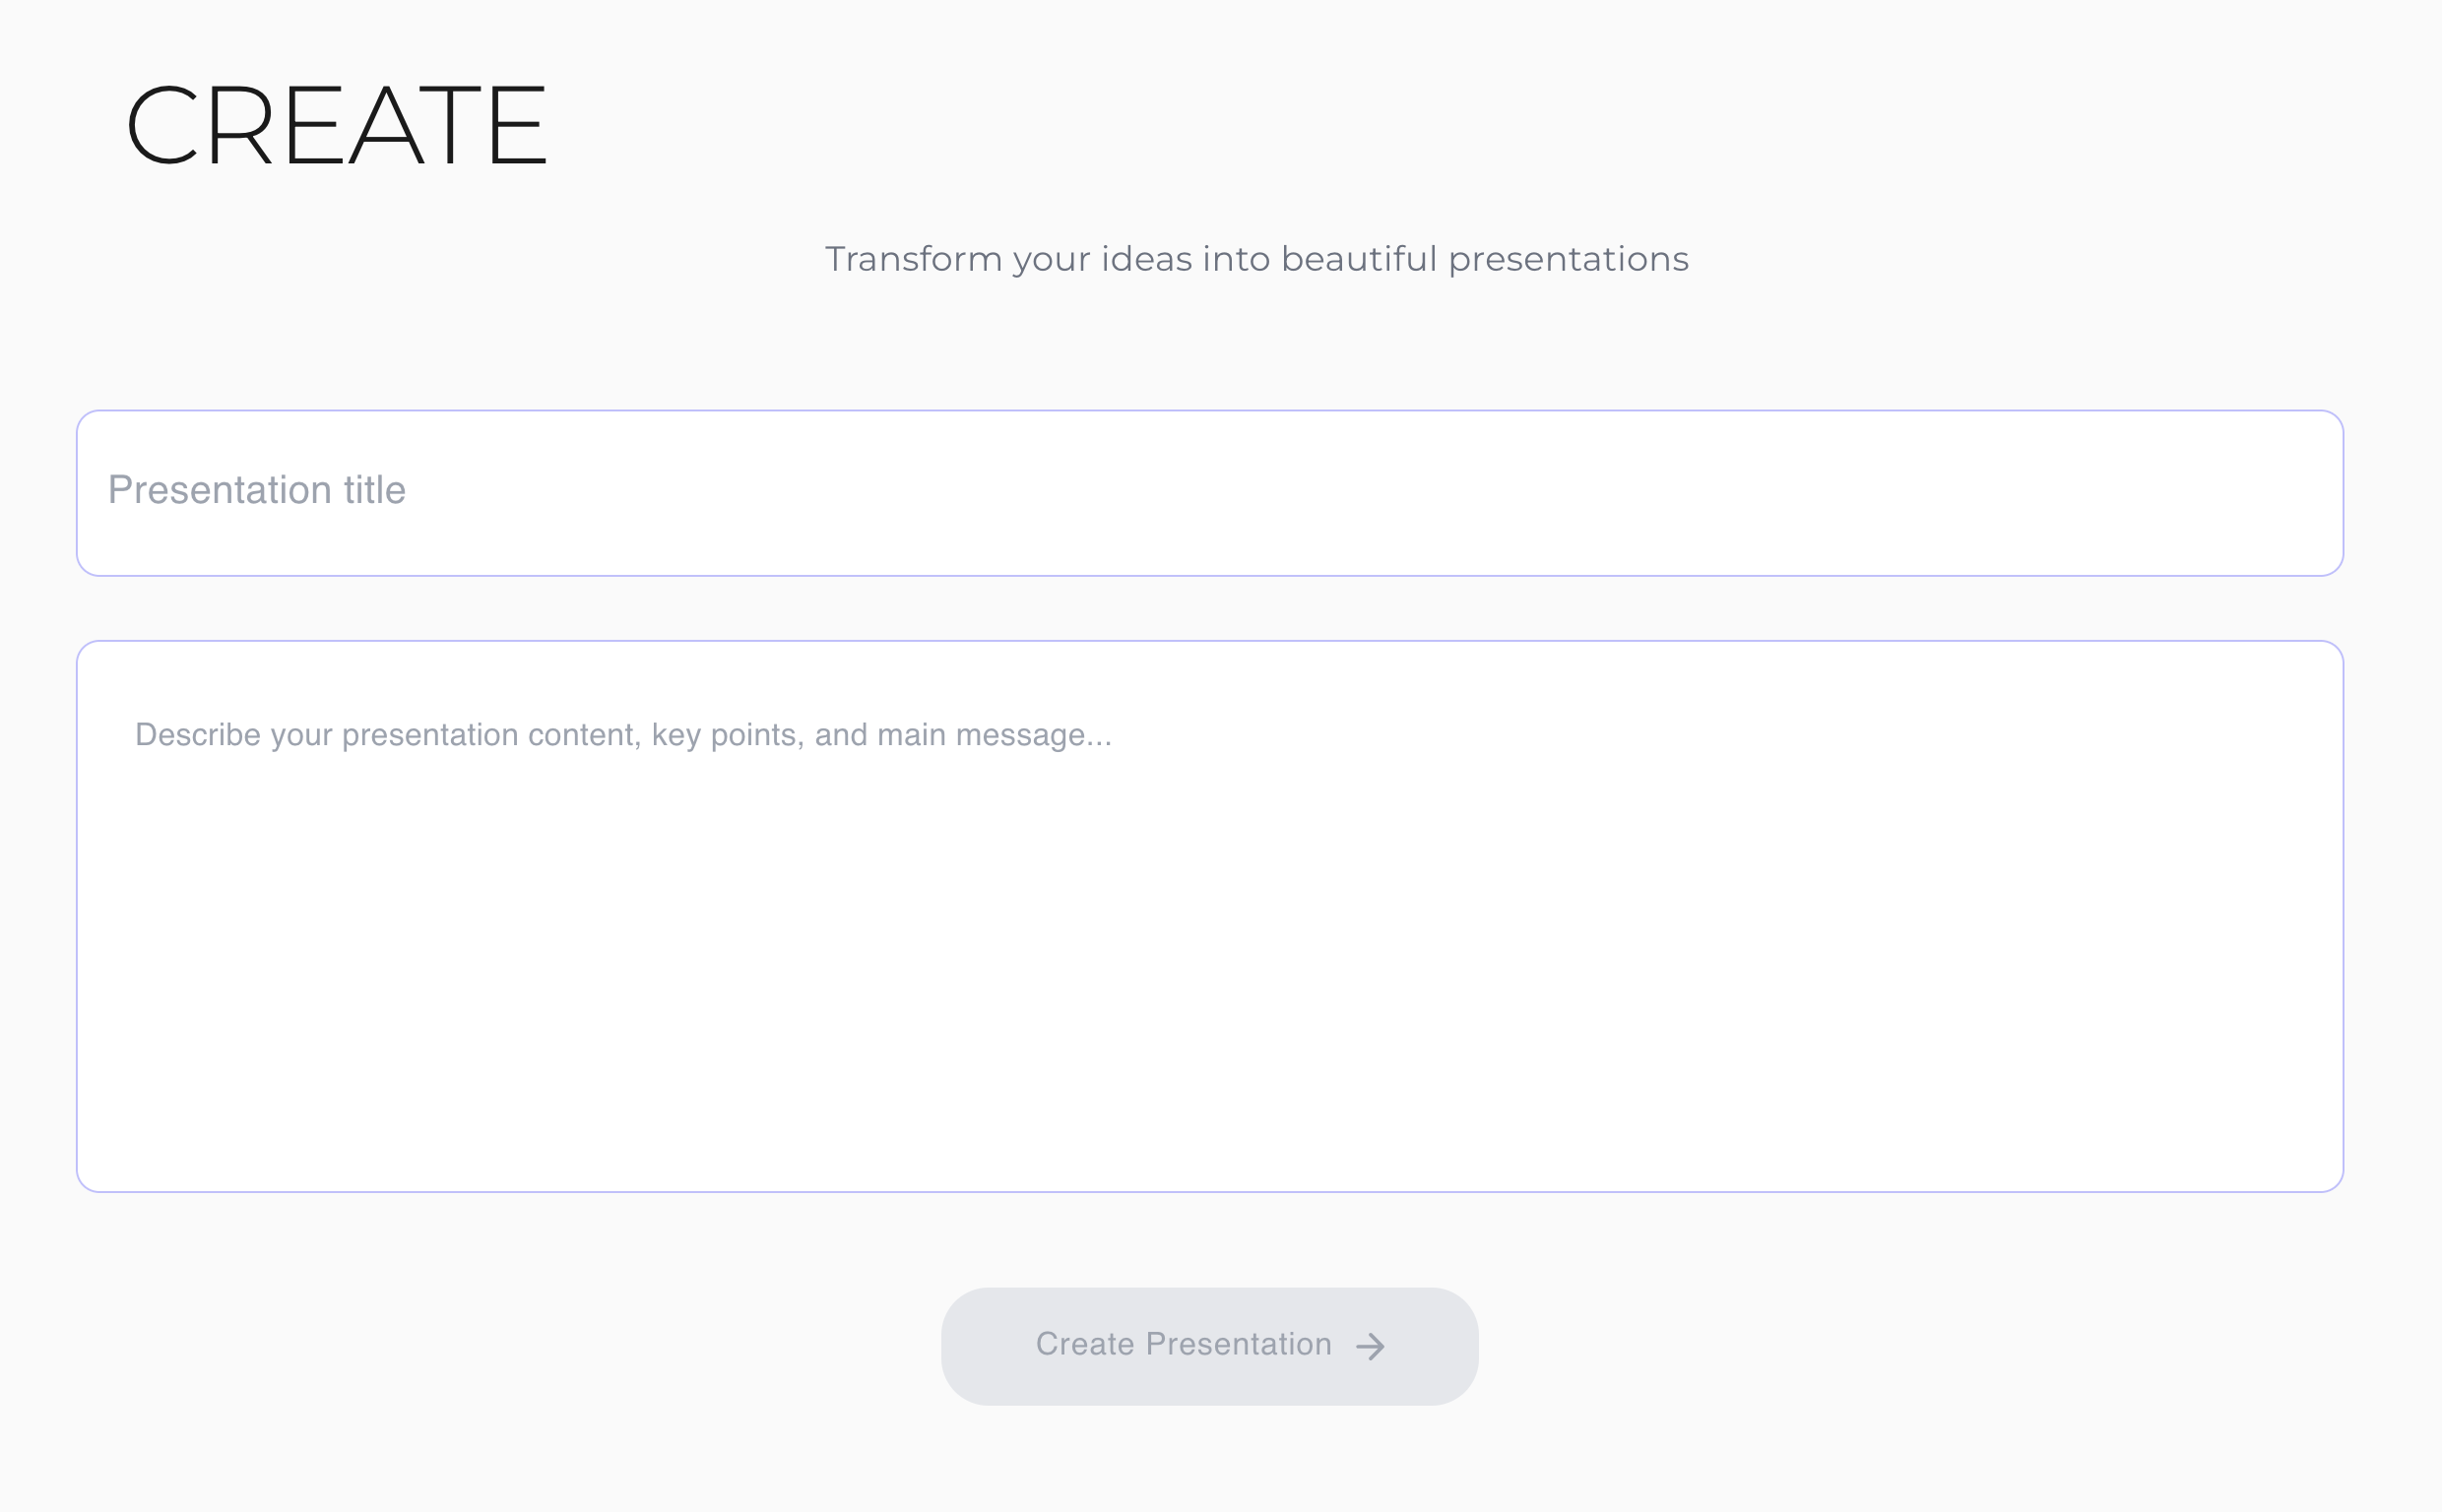 CREATE
Transform your ideas into beautiful presentations
Presentation title
Describe your presentation content, key points, and main message...
Create Presentation →